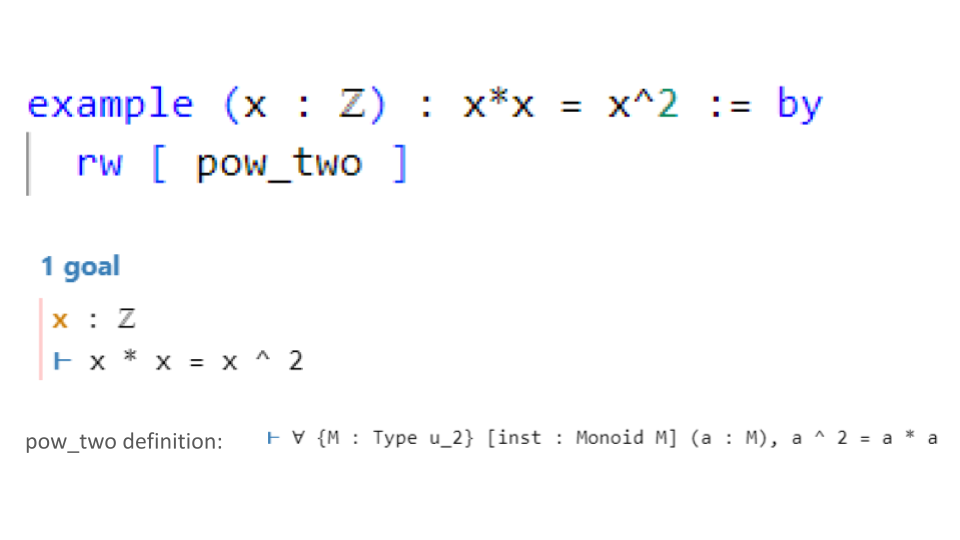 example (x : ℤ) : x*x = x^2 := by
rw [ pow_two ]
1 goal
x : ℤ
⊢ x * x = x ^ 2
pow_two definition: ⊢ ∀ {M : Type u_2} [inst : Monoid M] (a : M), a ^ 2 = a * a